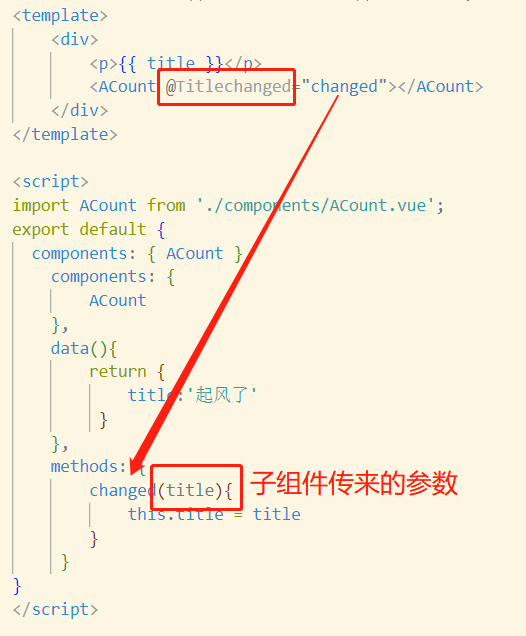 <template>
<div>
<p>{{ title }}</p>
<ACount @Titlechanged="changed"></ACount>
</div>
</template>
<script>
import ACount from './components/ACount.vue';
export default {
components: { ACount }
components: {
ACount
},
data(){
return {
title:'起风了'
}
},
methods: {
changed(title){ 子组件传来的参数
this.title = title
}
}
}
</script>